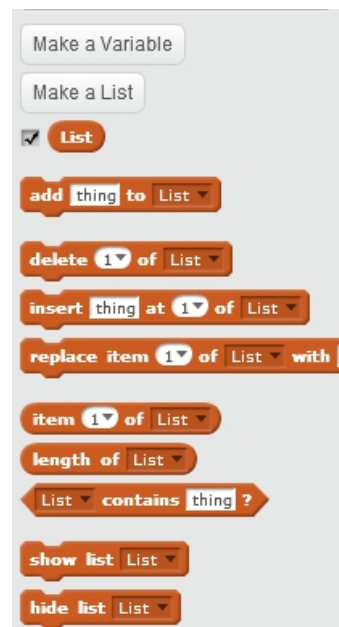 Make a Variable
Make a List
List
add thing to List
delete 1 of List
insert thing at 1 of List
replace item 1 of List with
item 1 of List
length of List
List contains thing ?
show list List
hide list List